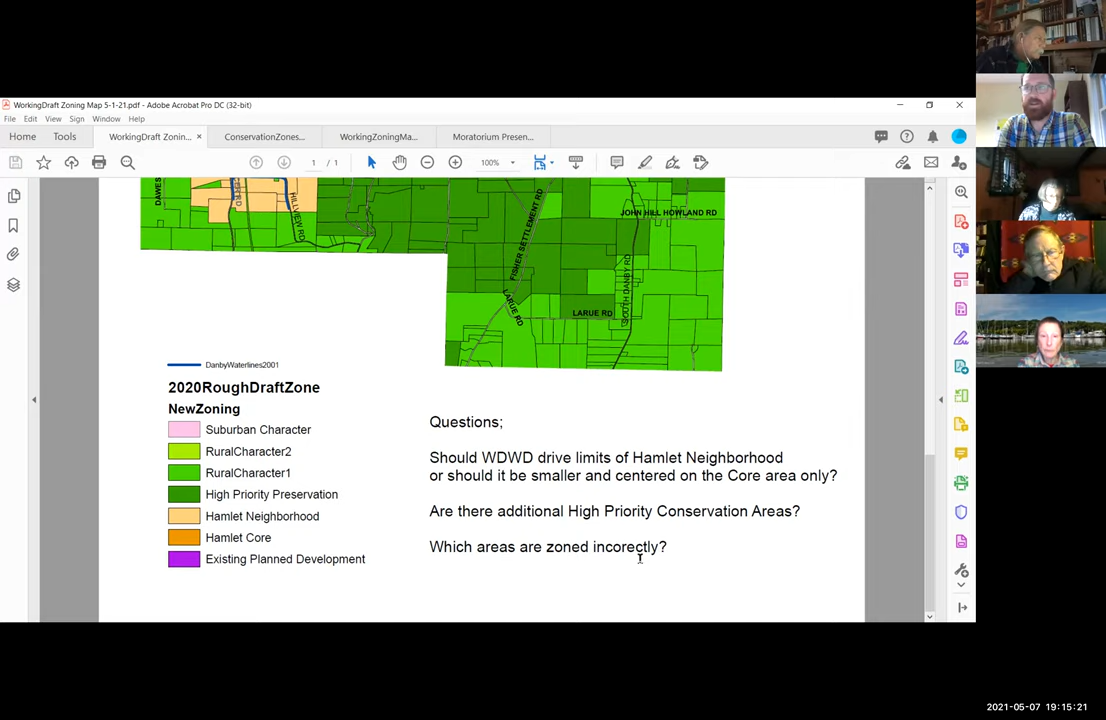 WorkingDraft Zoning Map 5-1-21.pdf - Adobe Acrobat Pro DC (32-bit)
File Edit View Sign Window Help
Home Tools WorkingDraft Zonin... × ConservationZones... WorkingZoningMa... Moratorium Presen...
1 / 1 100%
DAWES
HILLVIEW RD
FISHER SETTLEMENT RD
JOHN HILL HOWLAND RD
SOUTH DANBY RD
LARUE RD
LARUE RD
DanbyWaterlines2001
2020RoughDraftZone
NewZoning
Suburban Character
RuralCharacter2
RuralCharacter1
High Priority Preservation
Hamlet Neighborhood
Hamlet Core
Existing Planned Development
Questions;
Should WDWD drive limits of Hamlet Neighborhood
or should it be smaller and centered on the Core area only?
Are there additional High Priority Conservation Areas?
Which areas are zoned incorectly?
2021-05-07 19:15:21